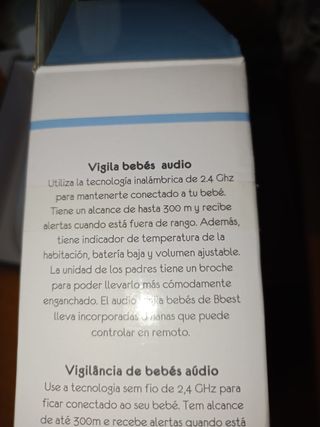 Vigila bebés audio
Utiliza la tecnología inalámbrica de 2.4 Ghz
para mantenerte conectado a tu bebé.
Tiene un alcance de hasta 300 m y recibe
alertas cuando está fuera de rango. Además,
tiene indicador de temperatura de la
habitación, batería baja y volumen ajustable.
La unidad de los padres tiene un broche
para poder llevarlo más cómodamente
enganchado. El audio vigila bebés de Bbest
lleva incorporadas nanas que puede
controlar en remoto.
Vigilância de bebés aúdio
Use a tecnologia sem fio de 2,4 GHz para
ficar conectado ao seu bebé. Tem alcance
de até 300m e recebe alertas quando está